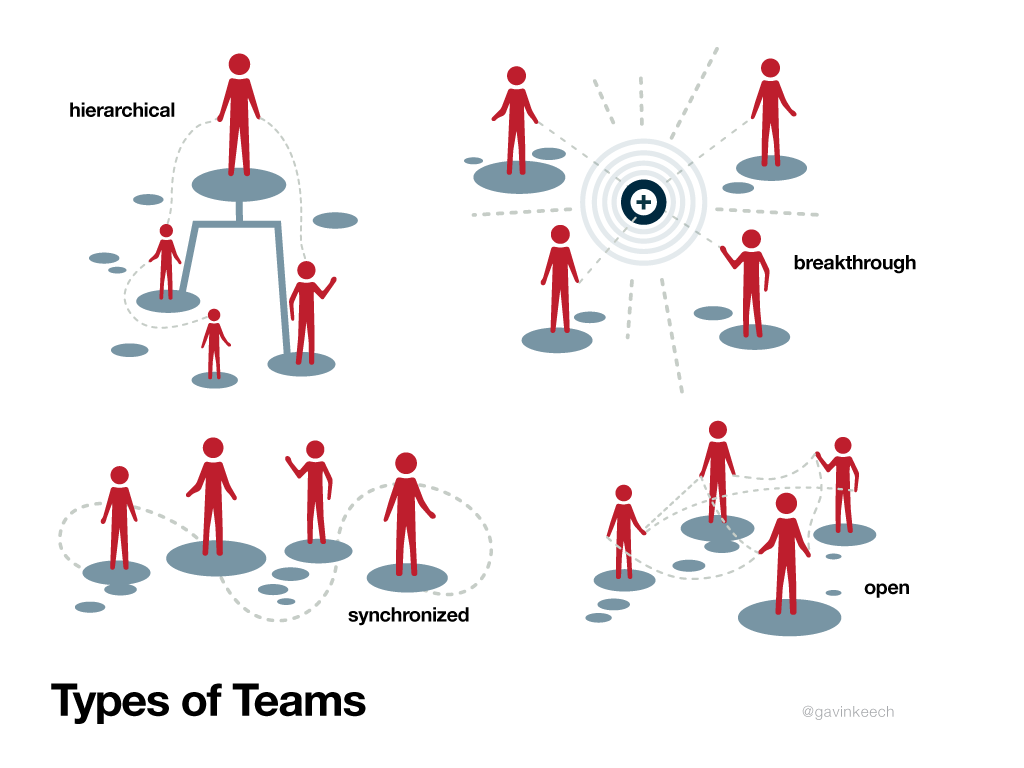 hierarchical
breakthrough
synchronized
open
Types of Teams
@gavinkeech